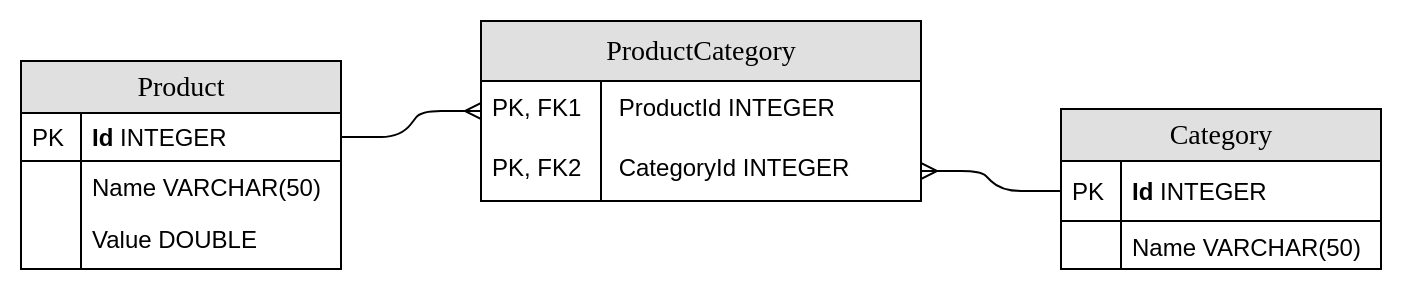 Product
PK Id INTEGER
Name VARCHAR(50)
Value DOUBLE
ProductCategory
PK, FK1 ProductId INTEGER
PK, FK2 CategoryId INTEGER
Category
PK Id INTEGER
Name VARCHAR(50)